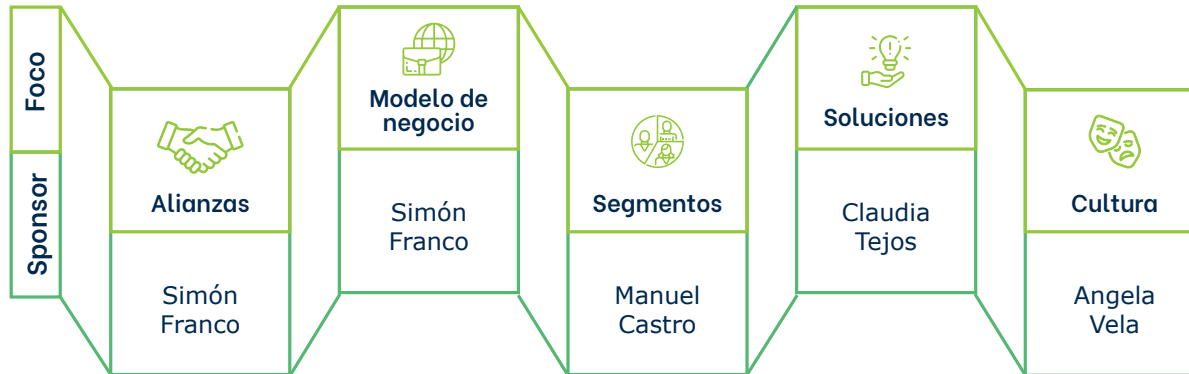 Foco
Sponsor
Alianzas
Simón
Franco
Modelo de
negocio
Simón
Franco
Segmentos
Manuel
Castro
Soluciones
Claudia
Tejos
Cultura
Angela
Vela